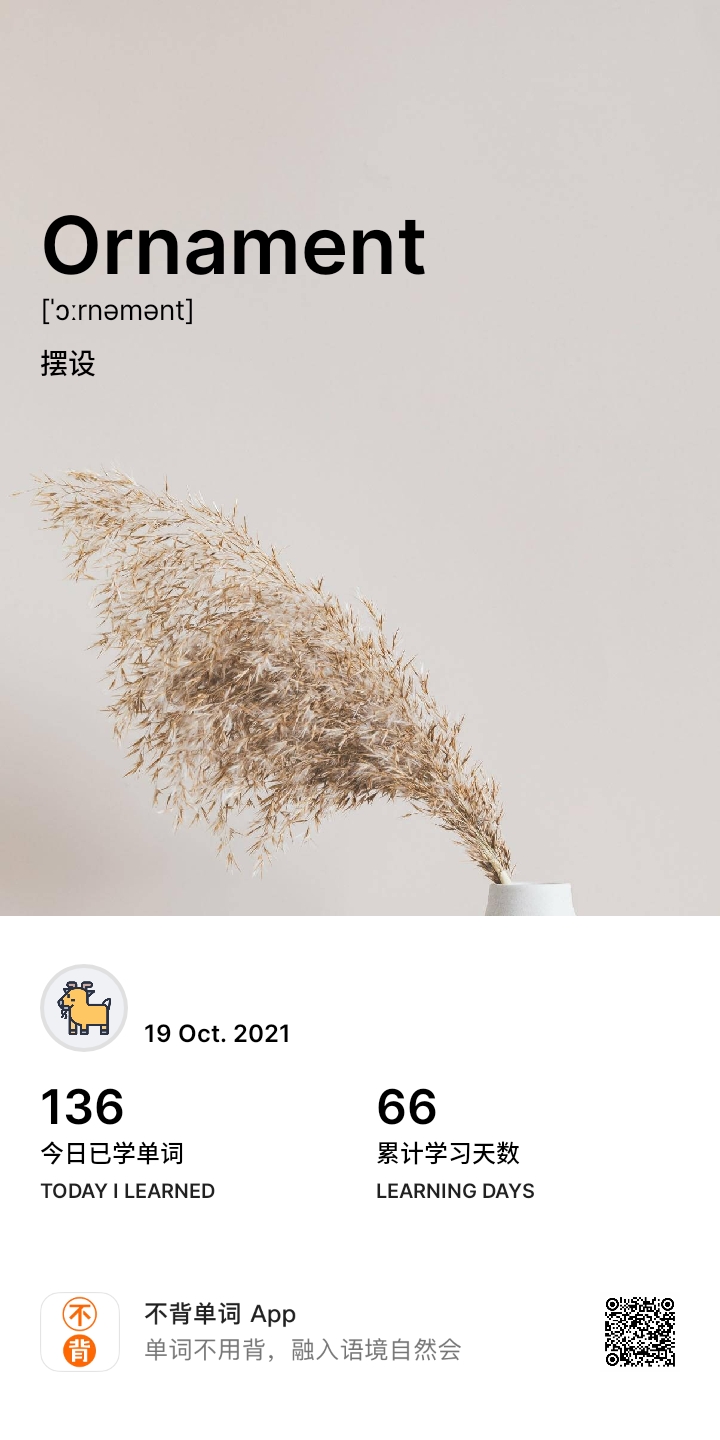 Ornament
[ˈɔːrnəmənt]
摆设
19 Oct. 2021
136
今日已学单词
TODAY I LEARNED
66
累计学习天数
LEARNING DAYS
不
背
不背单词 App
单词不用背，融入语境自然会